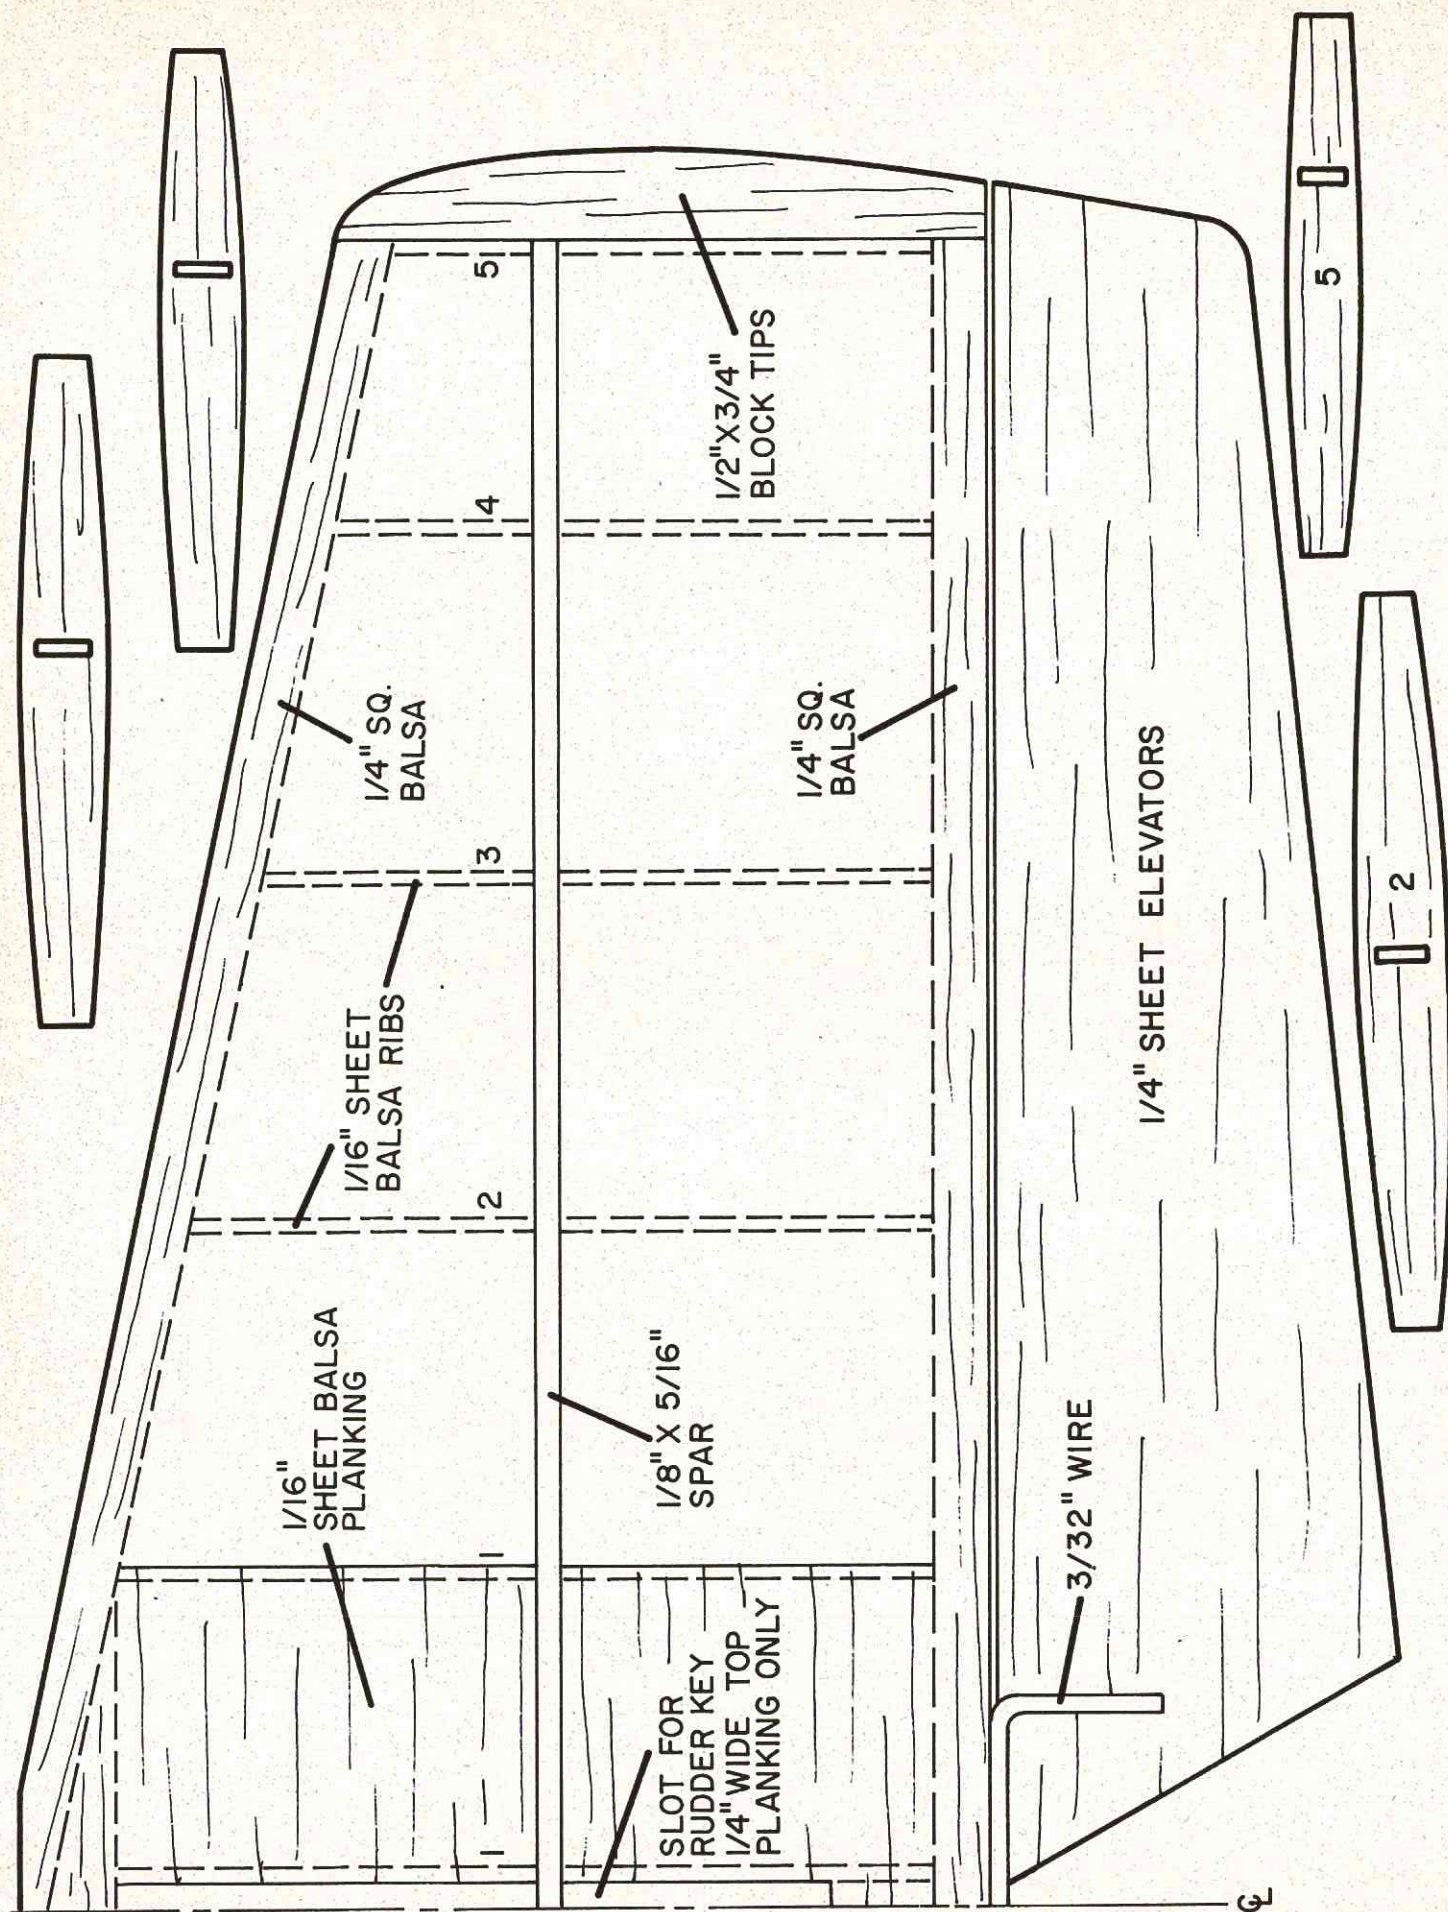 1/16"
SHEET BALSA
PLANKING
1/16" SHEET
BALSA RIBS
1/4" SQ.
BALSA
1
1
2
3
4
5
SLOT FOR
RUDDER KEY
1/4" WIDE TOP
PLANKING ONLY
1/8" X 5/16"
SPAR
1/4" SQ.
BALSA
1/2" X 3/4"
BLOCK TIPS
3/32" WIRE
1/4" SHEET ELEVATORS
℄
2
5